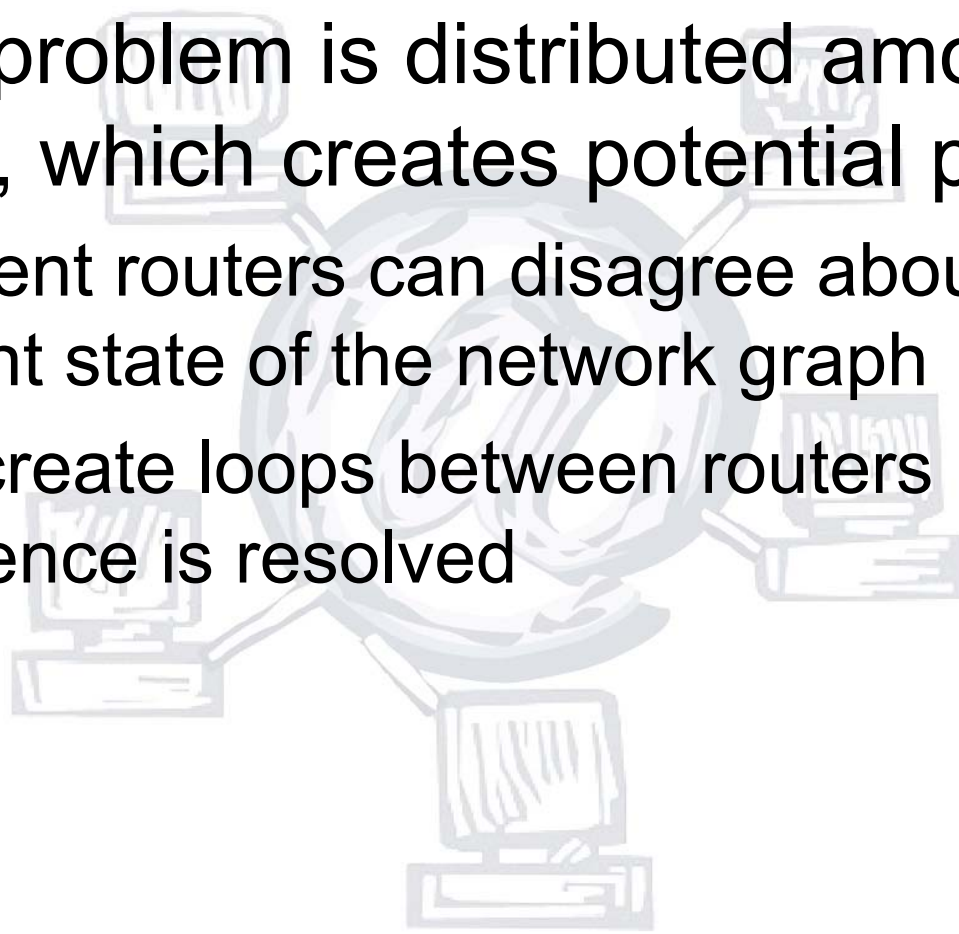 problem is distributed amo
, which creates potential p
ent routers can disagree abou
nt state of the network graph
create loops between routers
ence is resolved